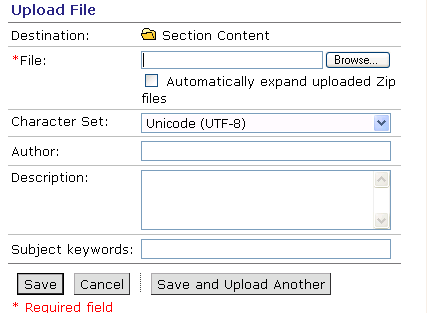 Upload File
Destination: Section Content
*File: Browse...
Automatically expand uploaded Zip
files
Character Set: Unicode (UTF-8)
Author:
Description:
Subject keywords:
Save Cancel Save and Upload Another
* Required field